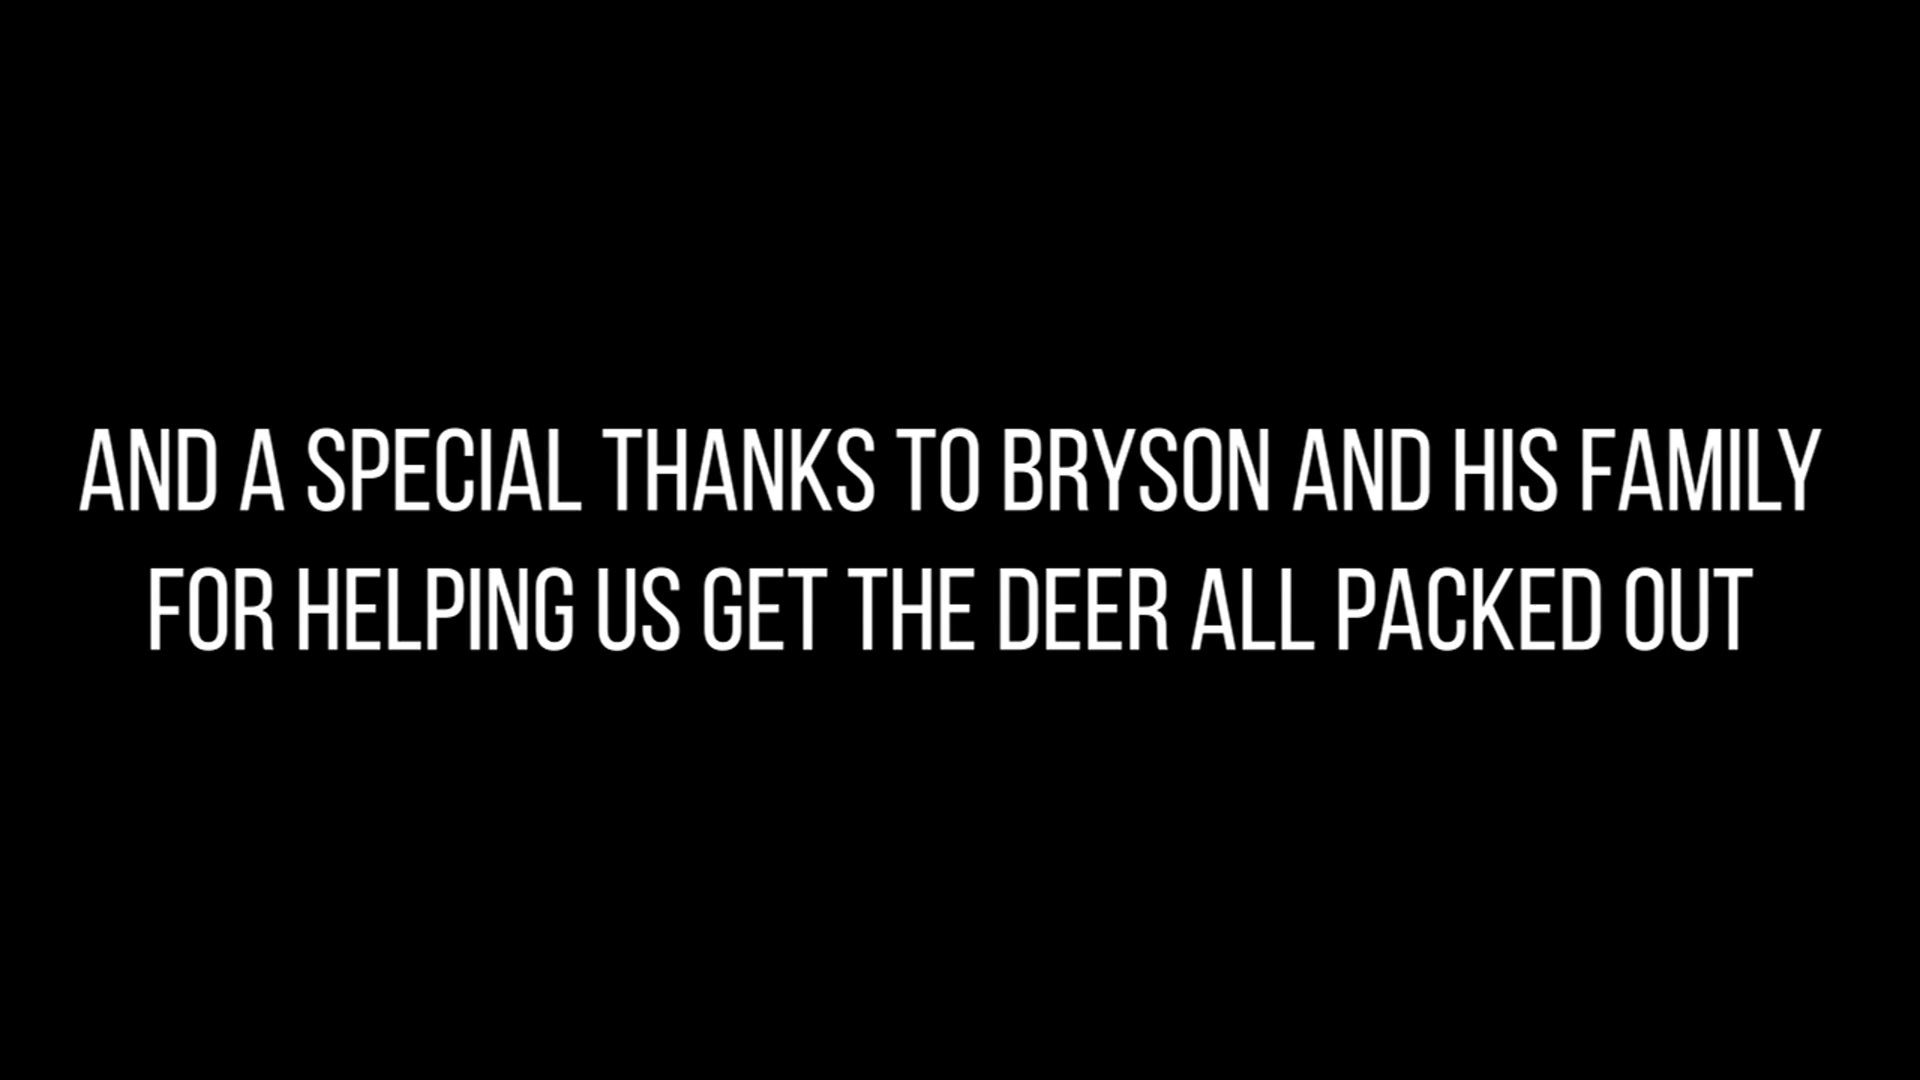 AND A SPECIAL THANKS TO BRYSON AND HIS FAMILY
FOR HELPING US GET THE DEER ALL PACKED OUT